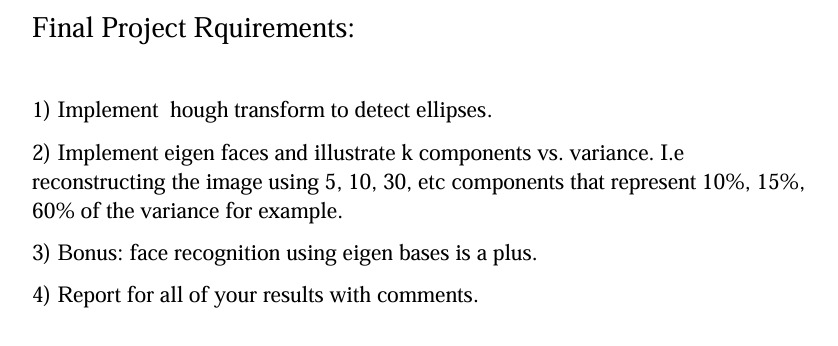 Final Project Rquirements:
1) Implement  hough transform to detect ellipses.
2) Implement eigen faces and illustrate k components vs. variance. I.e
reconstructing the image using 5, 10, 30, etc components that represent 10%, 15%,
60% of the variance for example.
3) Bonus: face recognition using eigen bases is a plus.
4) Report for all of your results with comments.